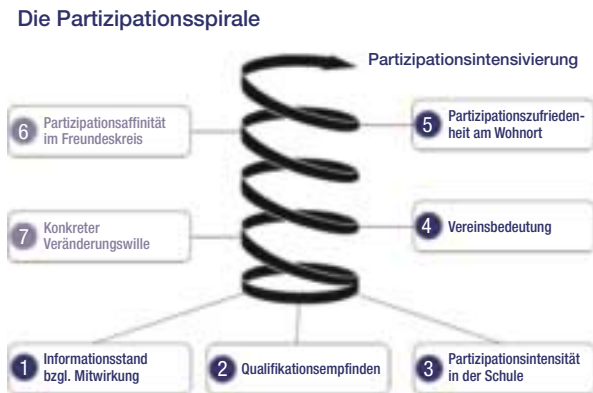 Die Partizipationsspirale
Partizipationsintensivierung
6
Partizipationsaffinität
im Freundeskreis
5
Partizipationszufrieden-
heit am Wohnort
7
Konkreter
Veränderungswille
4
Vereinsbedeutung
1
Informationsstand
bzgl. Mitwirkung
2
Qualifikationsempfinden
3
Partizipationsintensität
in der Schule